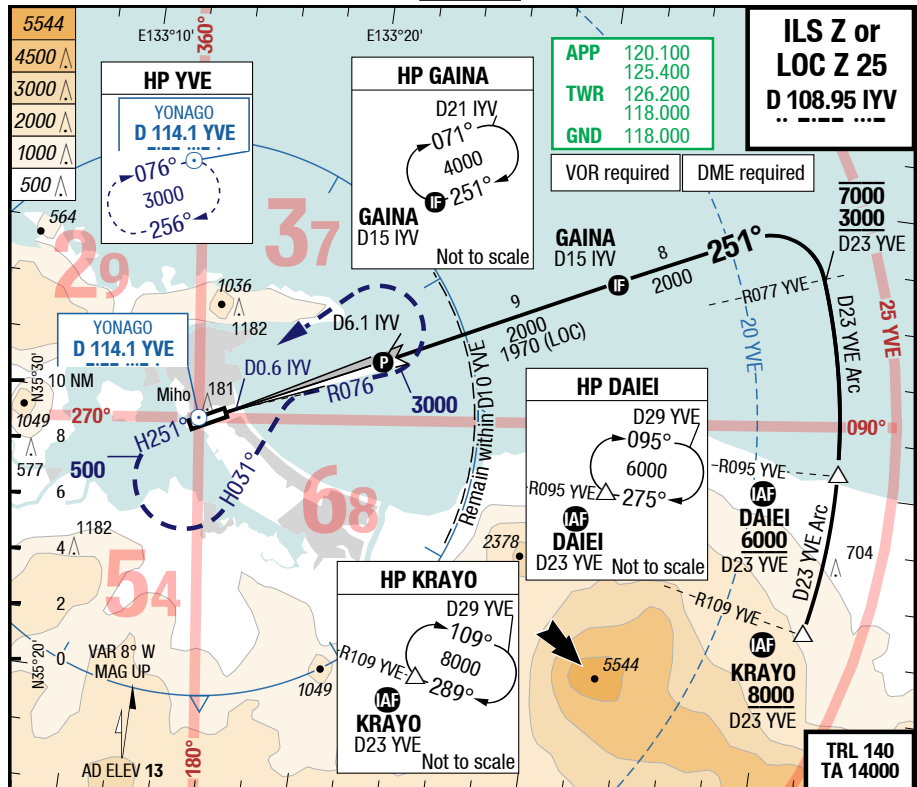 5544
4500
3000
2000
1000
500
E133°10'
360°
E133°20'
HP YVE
YONAGO
D 114.1 YVE
076°
3000
256°
HP GAINA
D21 IYV
071°
4000
251°
IF
GAINA
D15 IYV
Not to scale
APP 120.100
125.400
TWR 126.200
118.000
GND 118.000
VOR required
DME required
ILS Z or
LOC Z 25
D 108.95 IYV
7000
3000
D23 YVE
564
29
37
1036
1182
GAINA
D15 IYV
IF
8
2000
251°
R077 YVE
D23 YVE Arc
25 YVE
20 YVE
9
2000
1970 (LOC)
D6.1 IYV
P
YONAGO
D 114.1 YVE
D0.6 IYV
R076
3000
N35°30'
10 NM
Miho
181
1049
270°
8
577
6
4
2
0
H251°
500
H031°
Remain within D10 YVE
68
1182
54
090°
HP DAIEI
D29 YVE
095°
6000
275°
R095 YVE
IAF
DAIEI
D23 YVE
Not to scale
R095 YVE
IAF
DAIEI
6000
D23 YVE
D23 YVE Arc
704
2378
R109 YVE
HP KRAYO
D29 YVE
109°
8000
289°
R109 YVE
IAF
KRAYO
D23 YVE
Not to scale
5544
IAF
KRAYO
8000
D23 YVE
N35°20'
VAR 8° W
MAG UP
1049
AD ELEV 13
180°
TRL 140
TA 14000